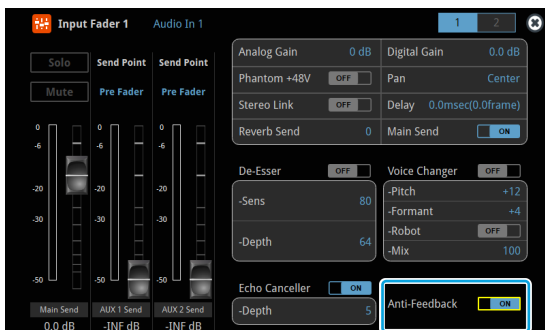 Input Fader 1 Audio In 1 1 2
Solo Send Point Send Point
Mute Pre Fader Pre Fader
Analog Gain 0 dB Digital Gain 0.0 dB
Phantom +48V OFF Pan Center
Stereo Link OFF Delay 0.0msec(0.0frame)
Reverb Send 0 Main Send ON
0 0 0
-6 -6 -6
-20 -20 -20
-30 -30 -30
-50 -50 -50
De-Esser OFF Voice Changer OFF
-Sens 80
-Depth 64
-Pitch +12
-Formant +4
-Robot OFF
-Mix 100
Echo Canceller ON
-Depth 5
Anti-Feedback ON
Main Send AUX 1 Send AUX 2 Send
0.0 dB -INF dB -INF dB